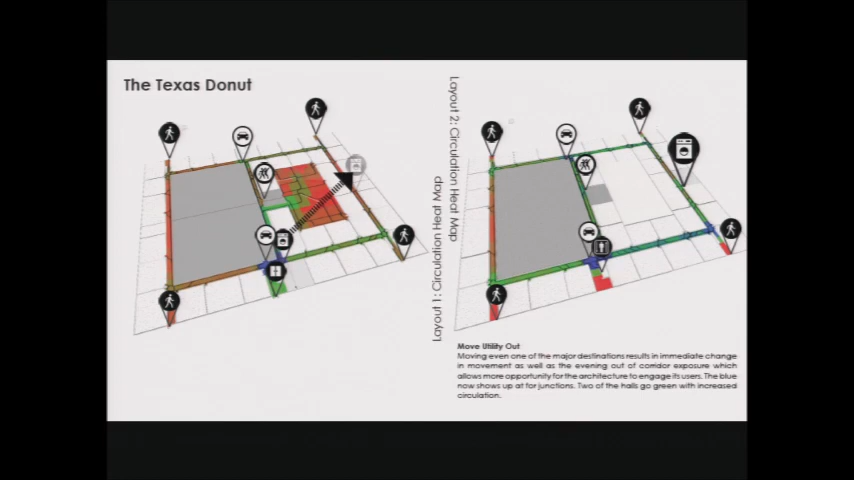 The Texas Donut
Layout 1: Circulation Heat Map
Layout 2: Circulation Heat Map
Move Utility Out
Moving even one of the major destinations results in immediate change
in movement as well as the evening out of corridor exposure which
allows more opportunity for the architecture to engage its users. The blue
now shows up at for junctions. Two of the halls go green with increased
circulation.